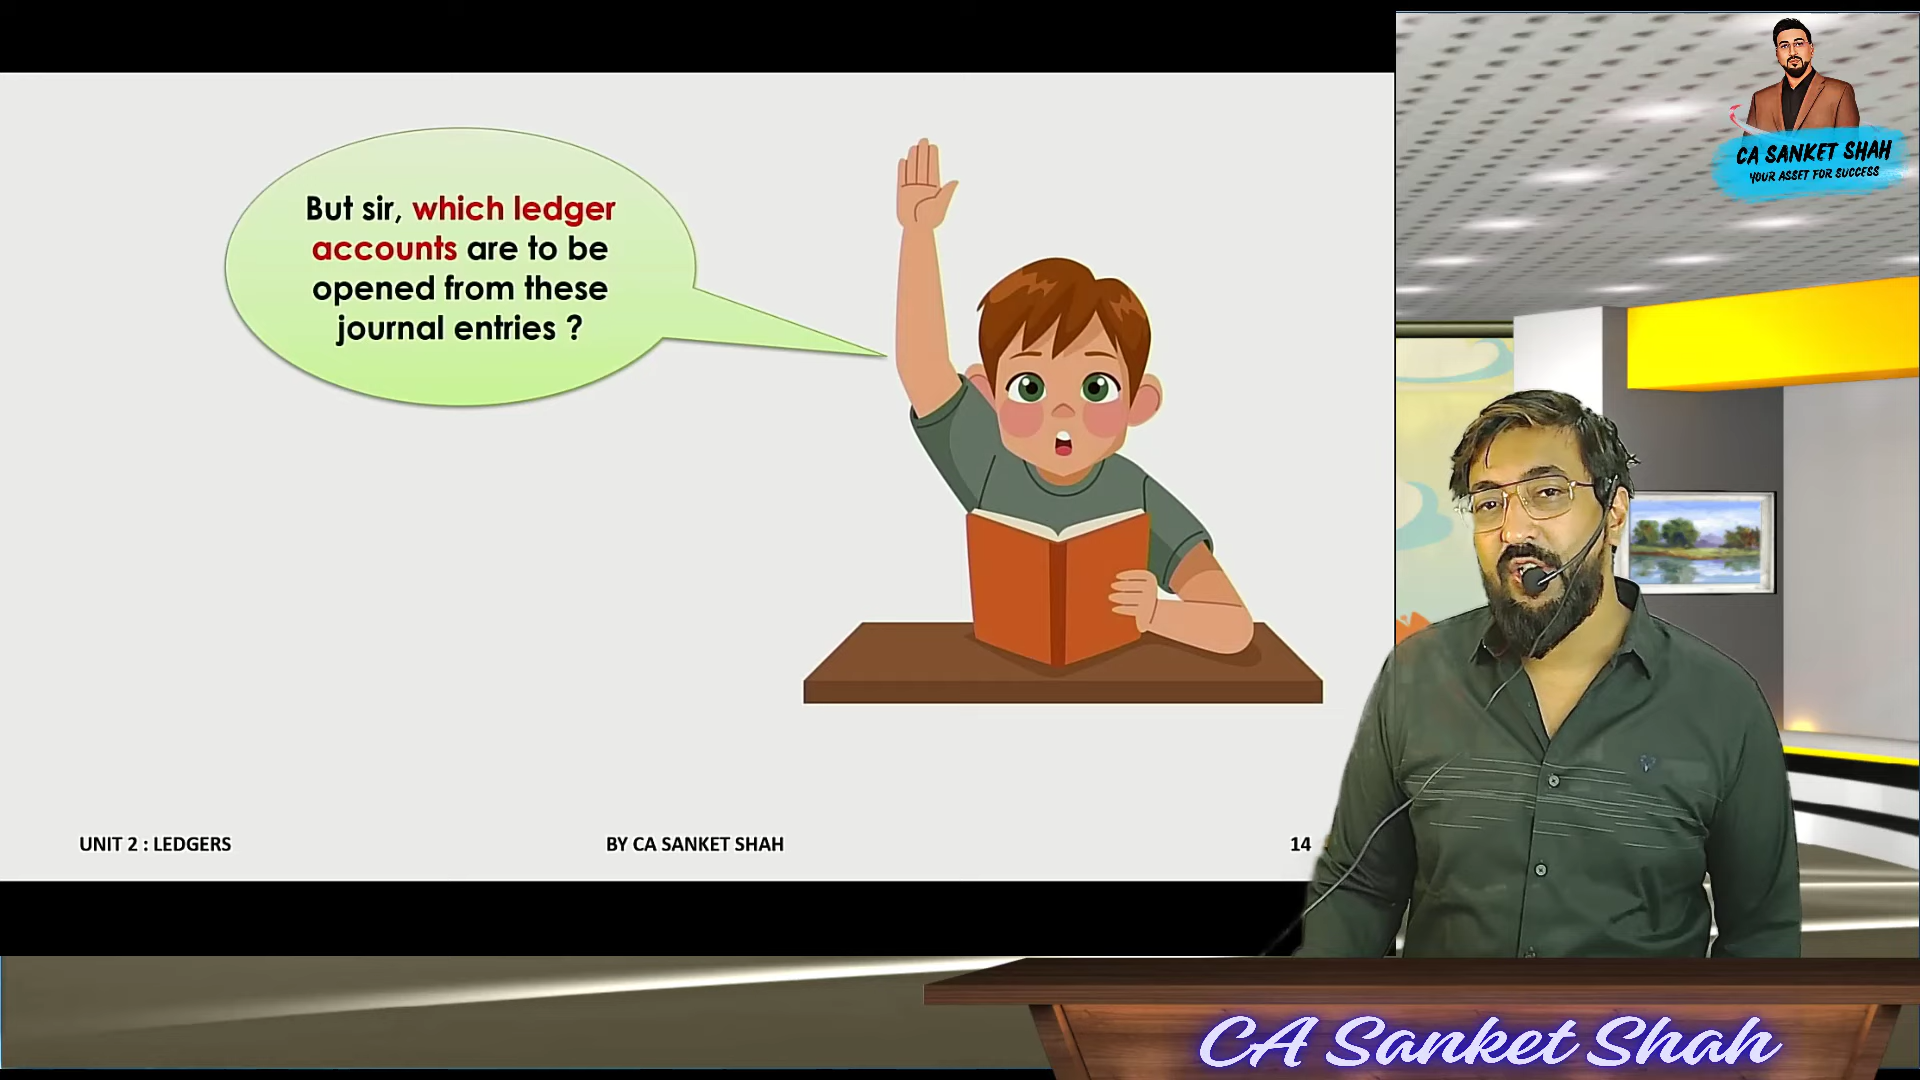 But sir, which ledger
accounts are to be
opened from these
journal entries ?
UNIT 2 : LEDGERS
BY CA SANKET SHAH
14
CA SANKET SHAH
YOUR ASSET FOR SUCCESS
CA Sanket Shah